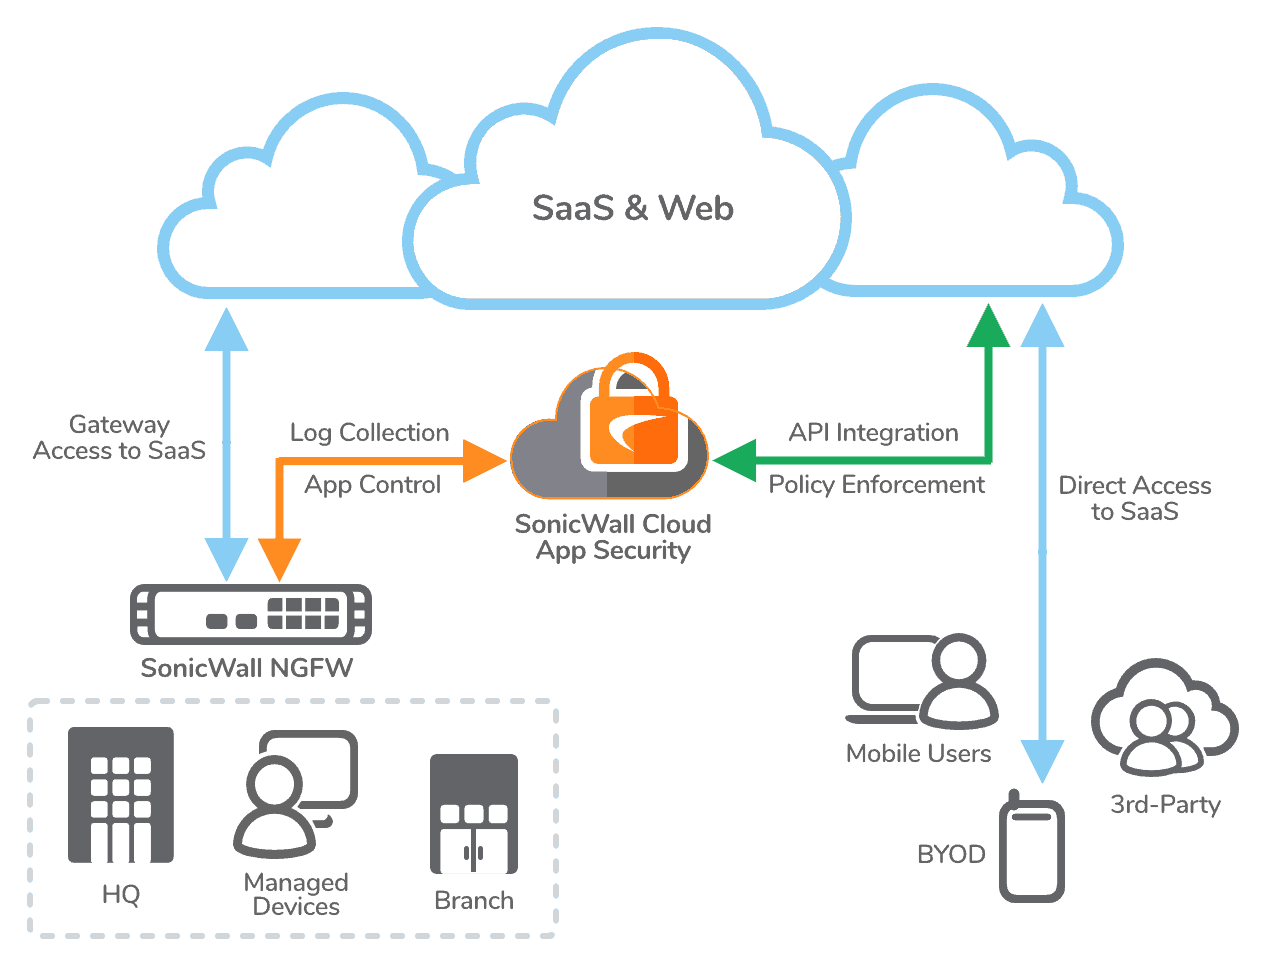 SaaS & Web
Gateway
Access to SaaS
Log Collection
App Control
API Integration
Policy Enforcement
Direct Access
to SaaS
SonicWall Cloud
App Security
SonicWall NGFW
HQ
Managed
Devices
Branch
Mobile Users
3rd-Party
BYOD